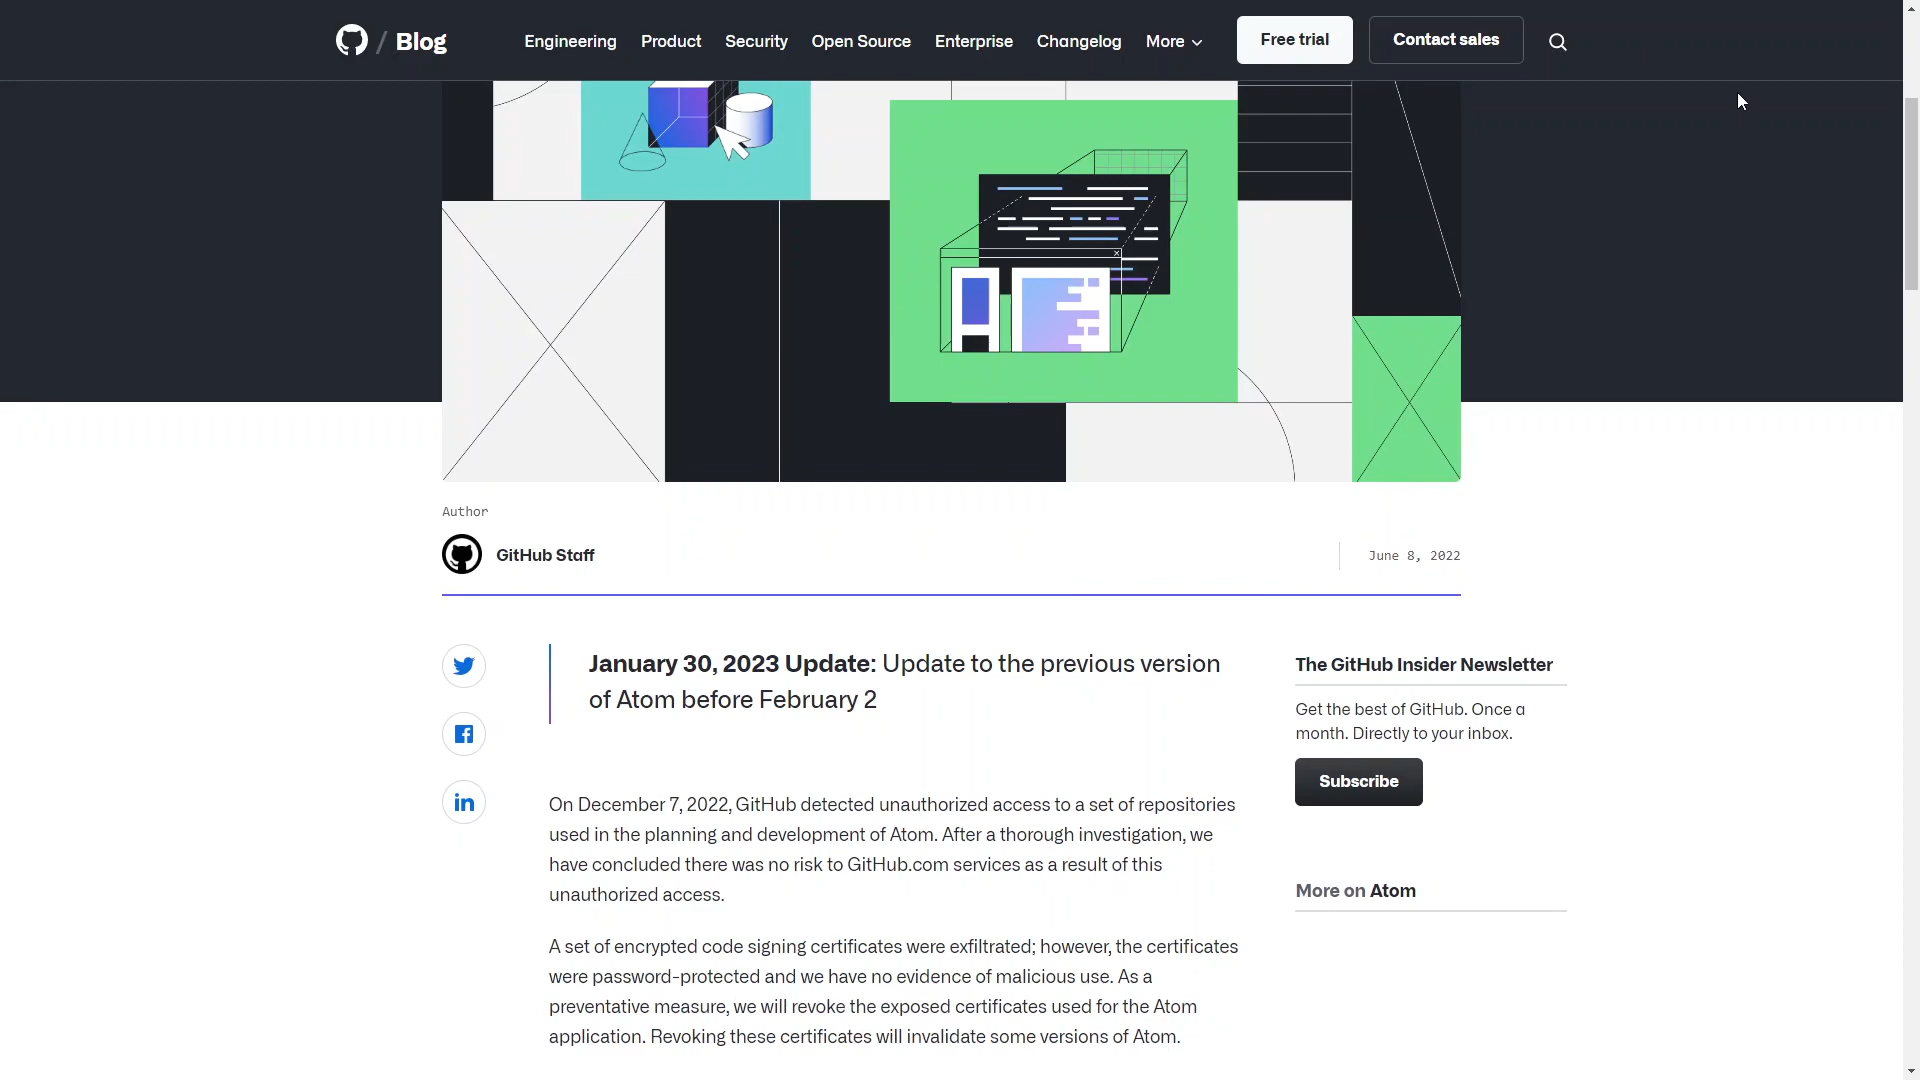 / Blog
Engineering Product Security Open Source Enterprise Changelog More Free trial Contact sales
Author
GitHub Staff
June 8, 2022
January 30, 2023 Update: Update to the previous version
of Atom before February 2
On December 7, 2022, GitHub detected unauthorized access to a set of repositories
used in the planning and development of Atom. After a thorough investigation, we
have concluded there was no risk to GitHub.com services as a result of this
unauthorized access.
A set of encrypted code signing certificates were exfiltrated; however, the certificates
were password-protected and we have no evidence of malicious use. As a
preventative measure, we will revoke the exposed certificates used for the Atom
application. Revoking these certificates will invalidate some versions of Atom.
The GitHub Insider Newsletter
Get the best of GitHub. Once a
month. Directly to your inbox.
Subscribe
More on Atom